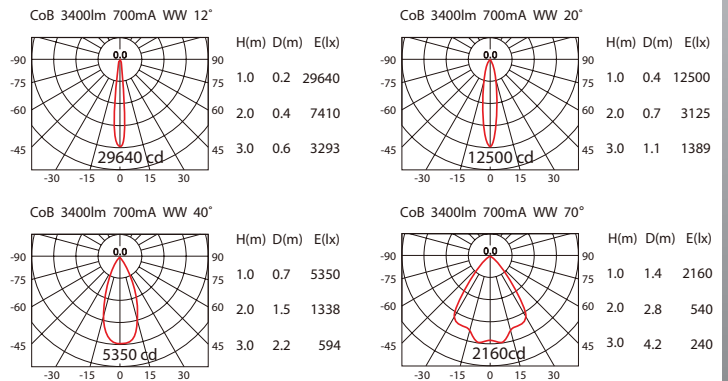 CoB 3400lm 700mA WW 12°
H(m) D(m) E(lx)
0.0
-90 90
1.0 0.2 29640
-75 75
-60 60
2.0 0.4 7410
-45 45
29640 cd
3.0 0.6 3293
-30 -15 0 15 30
CoB 3400lm 700mA WW 20°
H(m) D(m) E(lx)
0.0
-90 90
1.0 0.4 12500
-75 75
-60 60
2.0 0.7 3125
-45 45
12500 cd
3.0 1.1 1389
-30 -15 0 15 30
CoB 3400lm 700mA WW 40°
H(m) D(m) E(lx)
0.0
-90 90
1.0 0.7 5350
-75 75
-60 60
2.0 1.5 1338
-45 45
5350 cd
3.0 2.2 594
-30 -15 0 15 30
CoB 3400lm 700mA WW 70°
H(m) D(m) E(lx)
0.0
-90 90
1.0 1.4 2160
-75 75
-60 60
2.0 2.8 540
-45 45
2160cd
3.0 4.2 240
-30 -15 0 15 30